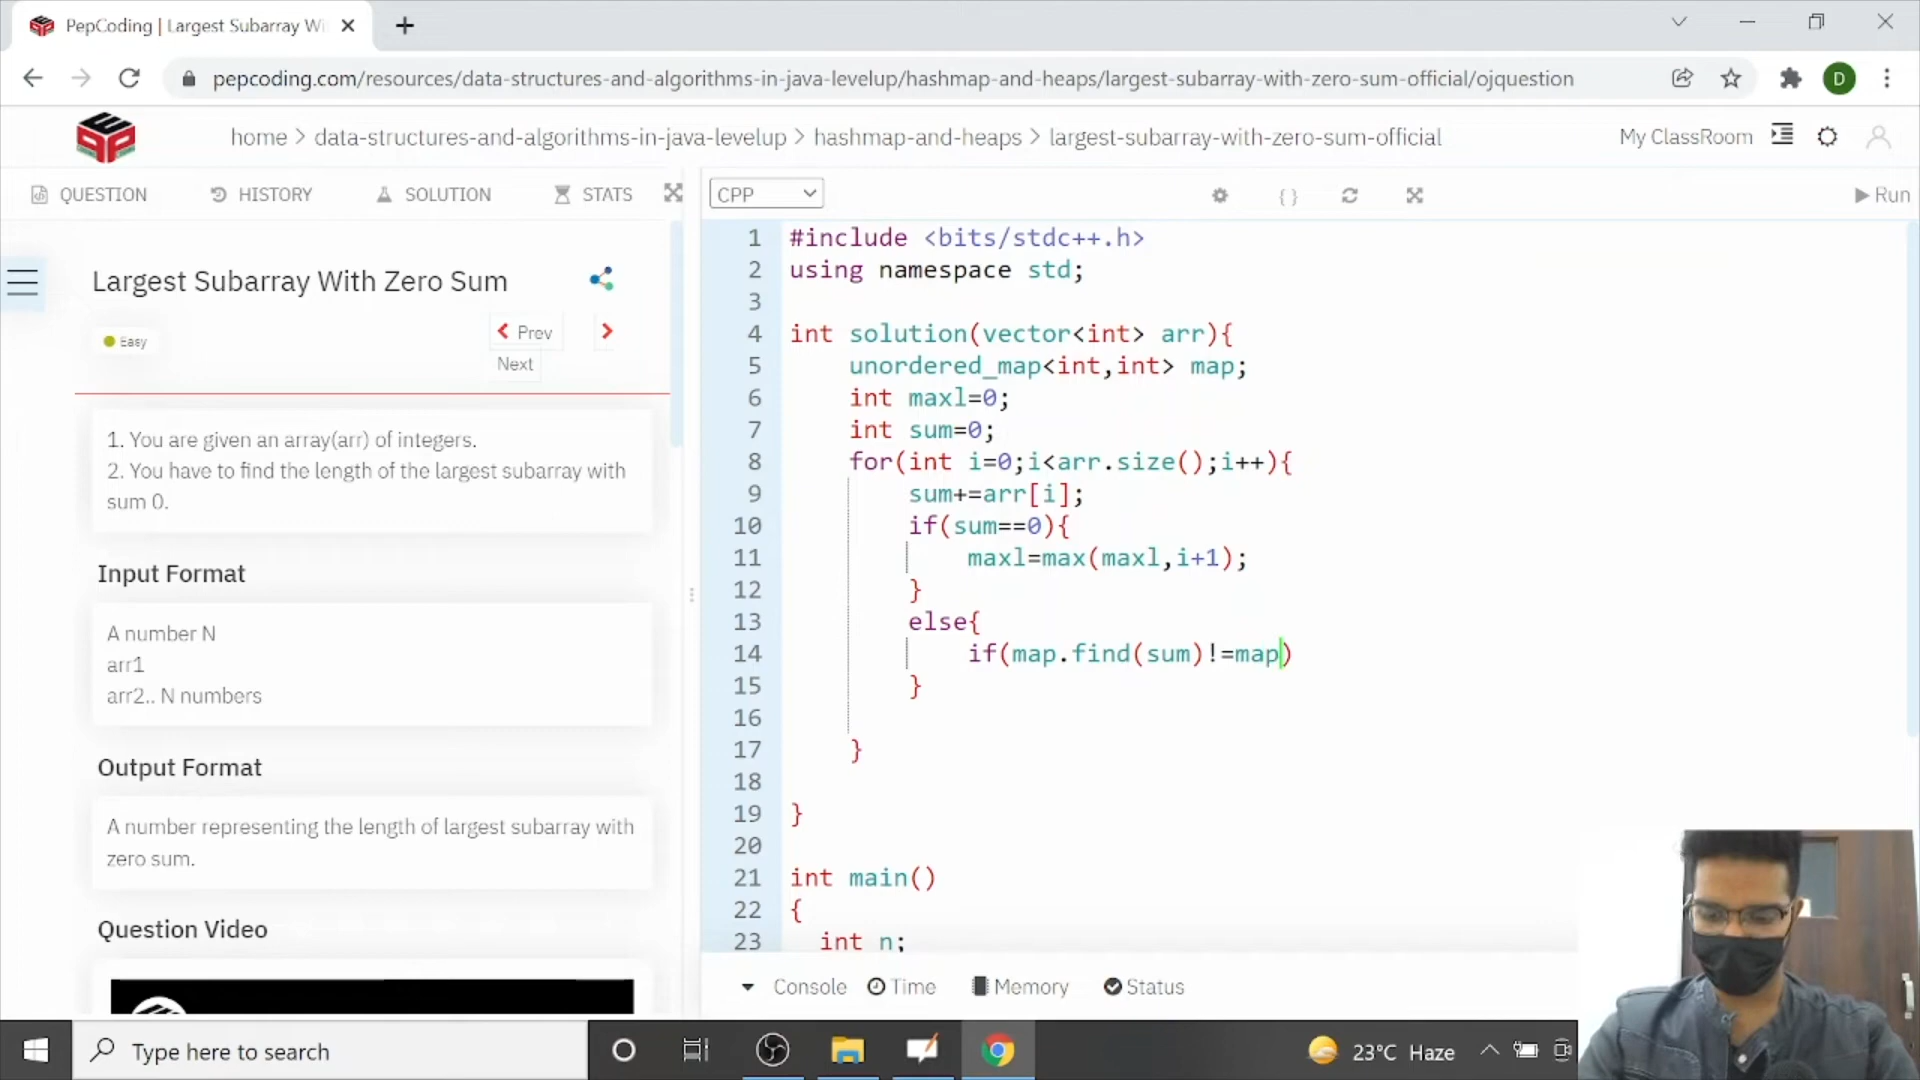 PepCoding | Largest Subarray Wi
pepcoding.com/resources/data-structures-and-algorithms-in-java-levelup/hashmap-and-heaps/largest-subarray-with-zero-sum-official/ojquestion
D
home > data-structures-and-algorithms-in-java-levelup > hashmap-and-heaps > largest-subarray-with-zero-sum-official
My ClassRoom
QUESTION
HISTORY
SOLUTION
STATS
Largest Subarray With Zero Sum
Easy
Prev
Next
1. You are given an array(arr) of integers.
2. You have to find the length of the largest subarray with
sum 0.
Input Format
A number N
arr1
arr2.. N numbers
Output Format
A number representing the length of largest subarray with
zero sum.
Question Video
CPP
{ }
Run
1 #include <bits/stdc++.h>
2 using namespace std;
3
4 int solution(vector<int> arr){
5 unordered_map<int,int> map;
6 int maxl=0;
7 int sum=0;
8 for(int i=0;i<arr.size();i++){
9 sum+=arr[i];
10 if(sum==0){
11 maxl=max(maxl,i+1);
12 }
13 else{
14 if(map.find(sum)!=map)
15 }
16
17 }
18
19 }
20
21 int main()
22 {
23 int n;
Console
Time
Memory
Status
Type here to search
23°C Haze